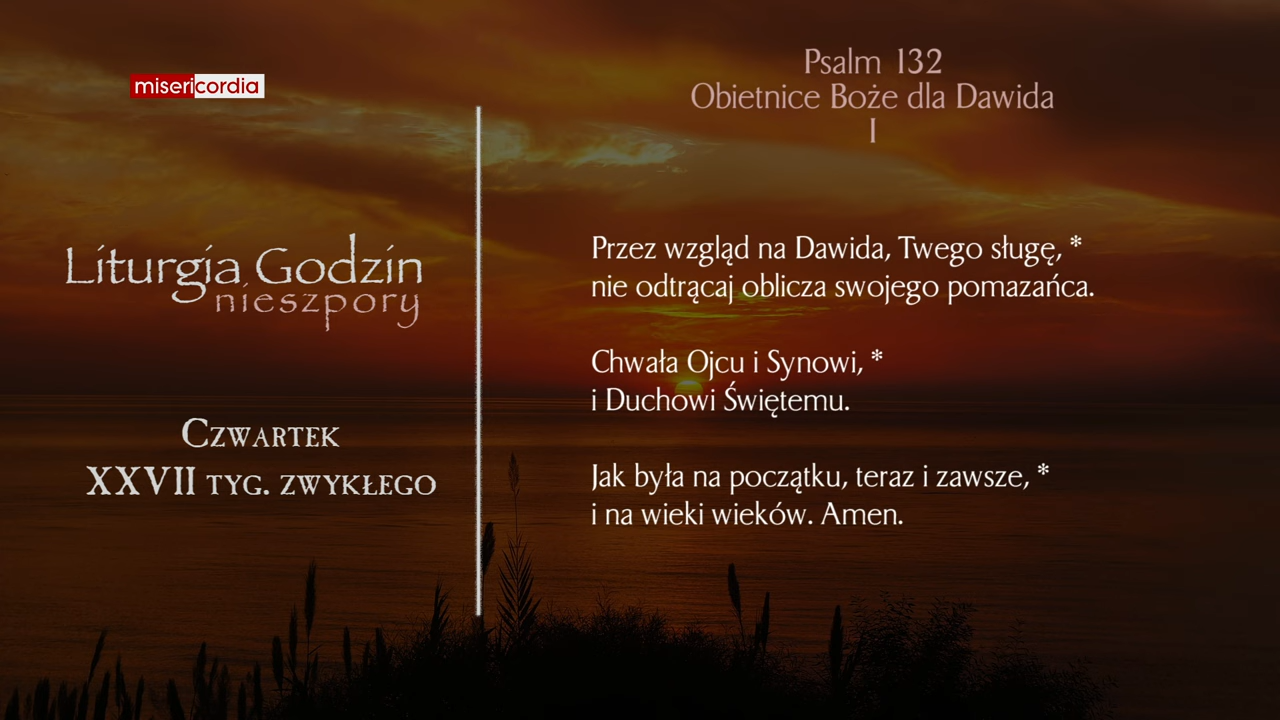 misericordia
Liturgia Godzin
nieszpory
Czwartek
XXVII tyg. zwykłego
Psalm 132
Obietnice Boże dla Dawida
I
Przez wzgląd na Dawida, Twego sługę, *
nie odtrącaj oblicza swojego pomazańca.
Chwała Ojcu i Synowi, *
i Duchowi Świętemu.
Jak była na początku, teraz i zawsze, *
i na wieki wieków. Amen.